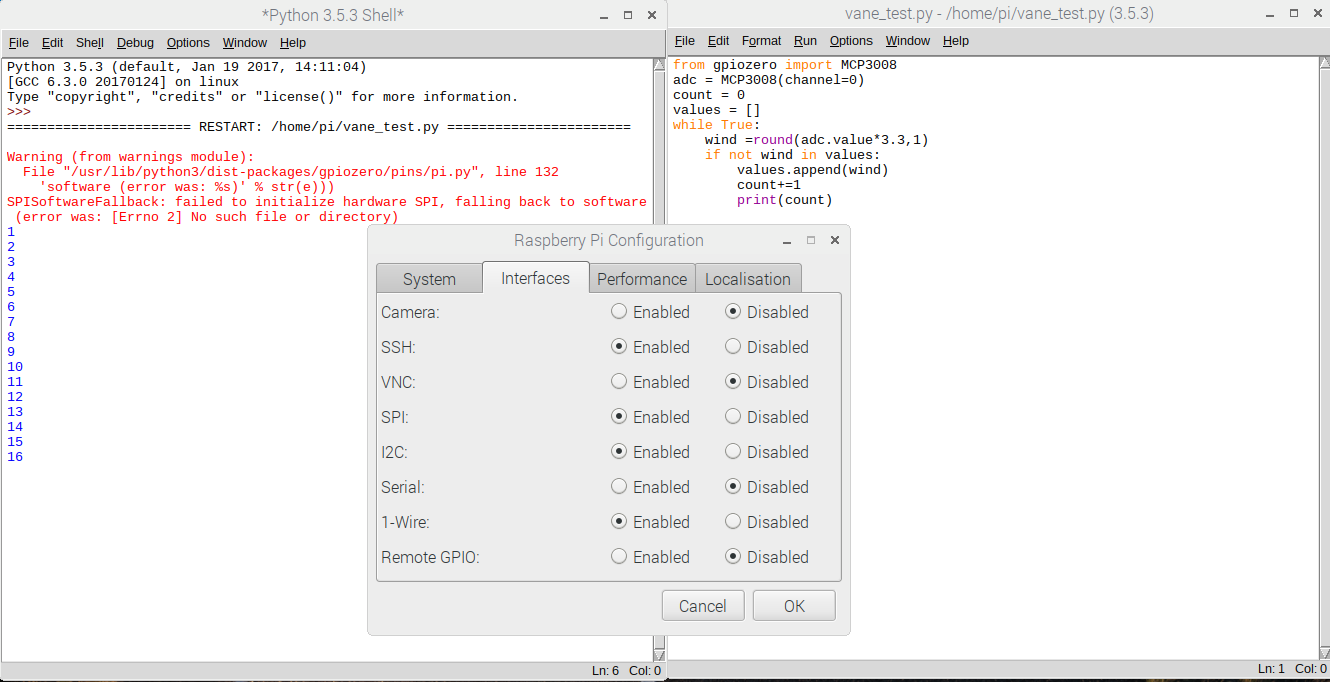 *Python 3.5.3 Shell*
File Edit Shell Debug Options Window Help
Python 3.5.3 (default, Jan 19 2017, 14:11:04)
[GCC 6.3.0 20170124] on linux
Type "copyright", "credits" or "license()" for more information.
>>>
======================= RESTART: /home/pi/vane_test.py =======================
Warning (from warnings module):
  File "/usr/lib/python3/dist-packages/gpiozero/pins/pi.py", line 132
    'software (error was: %s)' % str(e)))
SPISoftwareFallback: failed to initialize hardware SPI, falling back to software
 (error was: [Errno 2] No such file or directory)
1
2
3
4
5
6
7
8
9
10
11
12
13
14
15
16
Ln: 6 Col: 0
vane_test.py - /home/pi/vane_test.py (3.5.3)
File Edit Format Run Options Window Help
from gpiozero import MCP3008
adc = MCP3008(channel=0)
count = 0
values = []
while True:
    wind =round(adc.value*3.3,1)
    if not wind in values:
        values.append(wind)
        count+=1
        print(count)
Ln: 1 Col: 0
Raspberry Pi Configuration
System Interfaces Performance Localisation
Camera: Enabled Disabled
SSH: Enabled Disabled
VNC: Enabled Disabled
SPI: Enabled Disabled
I2C: Enabled Disabled
Serial: Enabled Disabled
1-Wire: Enabled Disabled
Remote GPIO: Enabled Disabled
Cancel OK